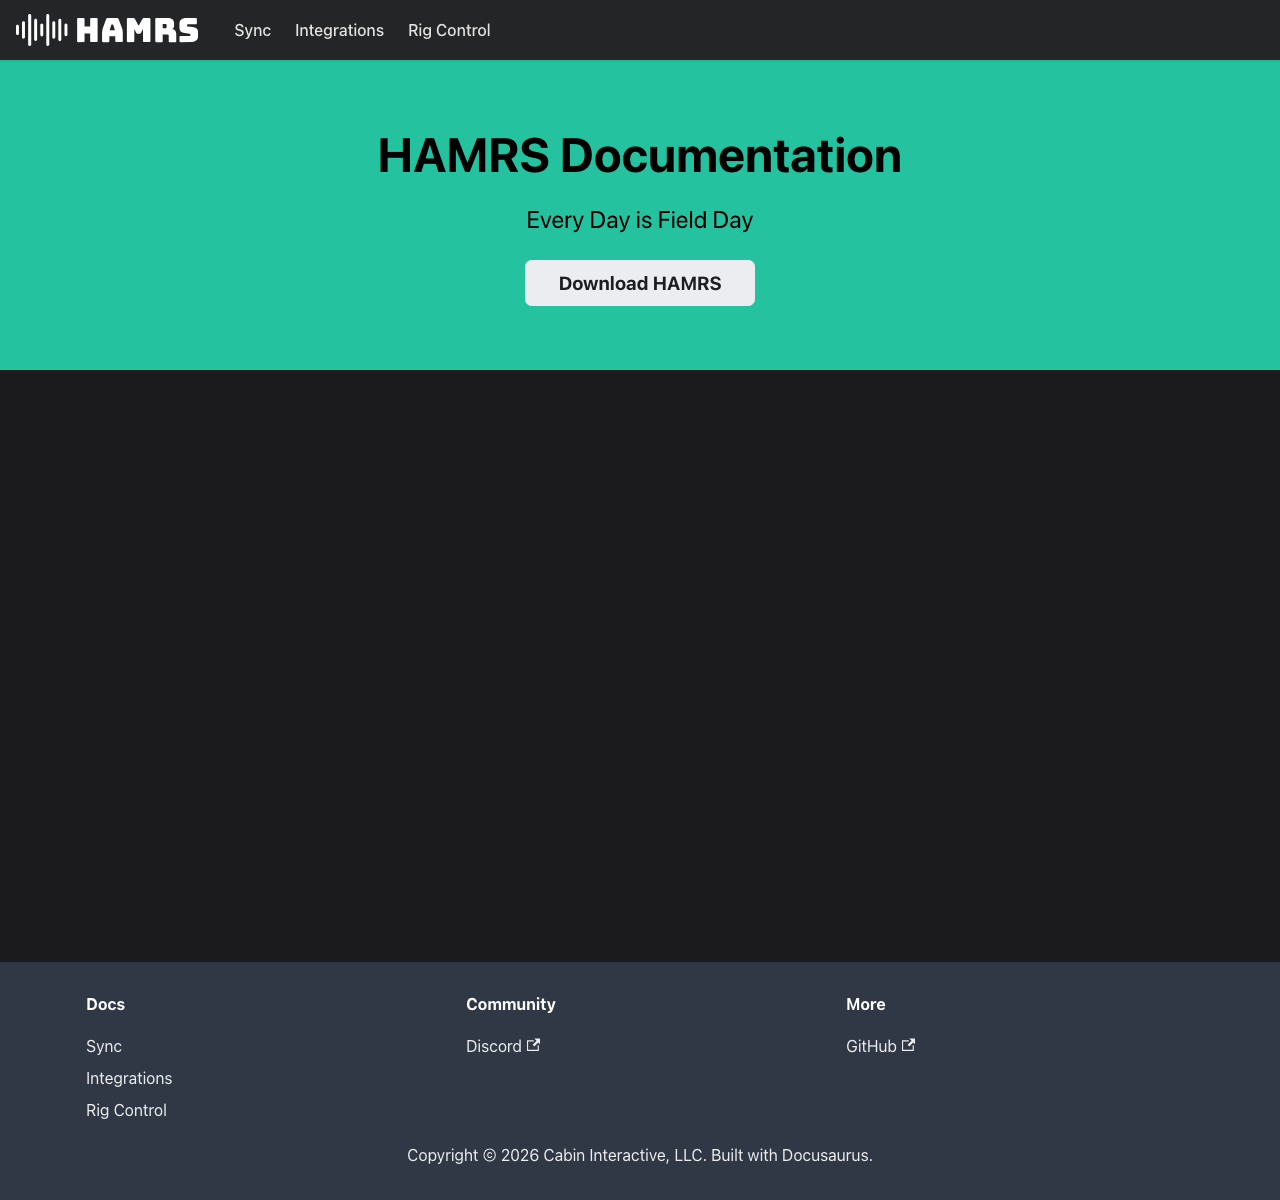 HAMRS Sync Integrations Rig Control
HAMRS Documentation
Every Day is Field Day
Download HAMRS
Docs
Sync
Integrations
Rig Control
Community
Discord
More
GitHub
Copyright © 2026 Cabin Interactive, LLC. Built with Docusaurus.